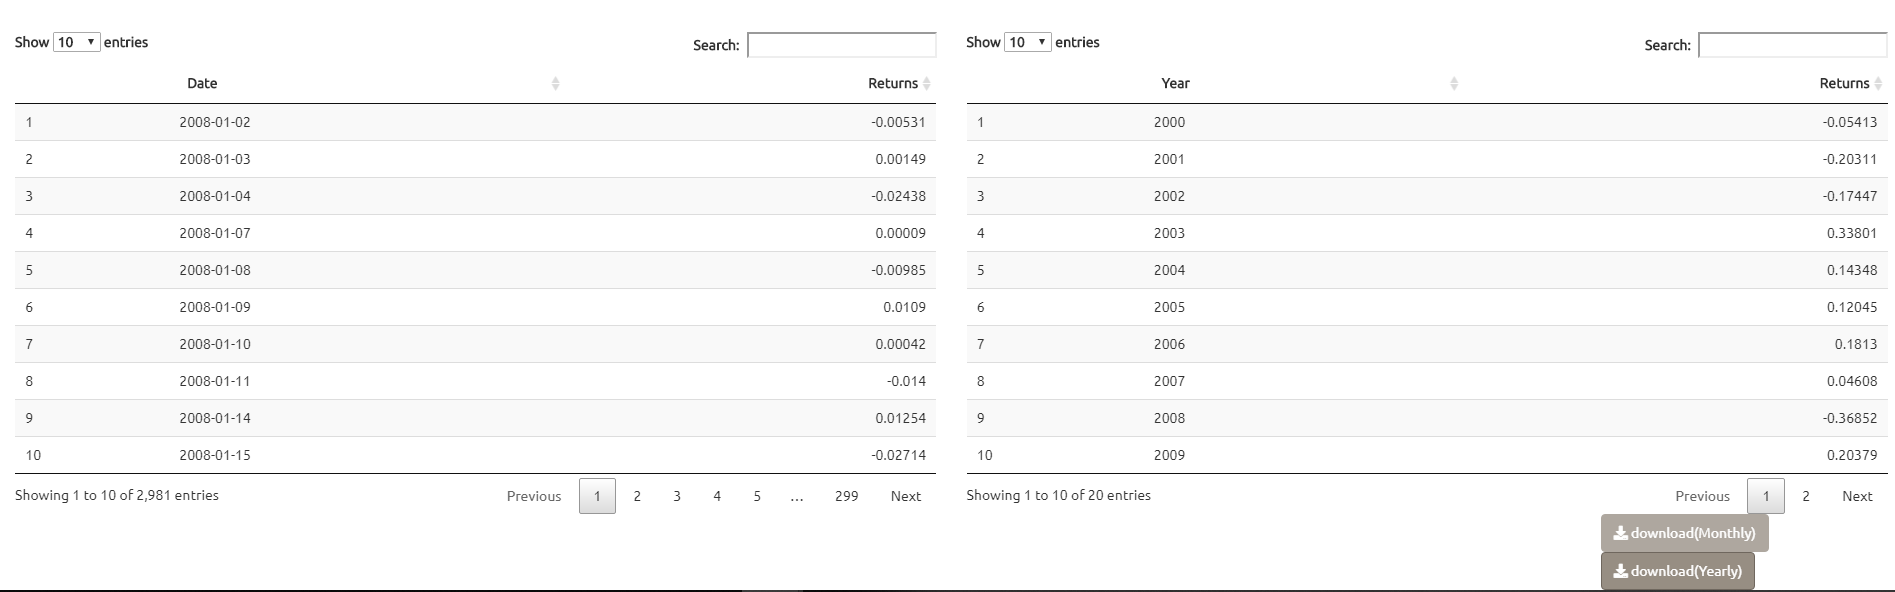 Show 10 entries Search:
Date Returns
1 2008-01-02 -0.00531
2 2008-01-03 0.00149
3 2008-01-04 -0.02438
4 2008-01-07 0.00009
5 2008-01-08 -0.00985
6 2008-01-09 0.0109
7 2008-01-10 0.00042
8 2008-01-11 -0.014
9 2008-01-14 0.01254
10 2008-01-15 -0.02714
Showing 1 to 10 of 2,981 entries Previous 1 2 3 4 5 … 299 Next
Show 10 entries Search:
Year Returns
1 2000 -0.05413
2 2001 -0.20311
3 2002 -0.17447
4 2003 0.33801
5 2004 0.14348
6 2005 0.12045
7 2006 0.1813
8 2007 0.04608
9 2008 -0.36852
10 2009 0.20379
Showing 1 to 10 of 20 entries Previous 1 2 Next
download(Monthly)
download(Yearly)